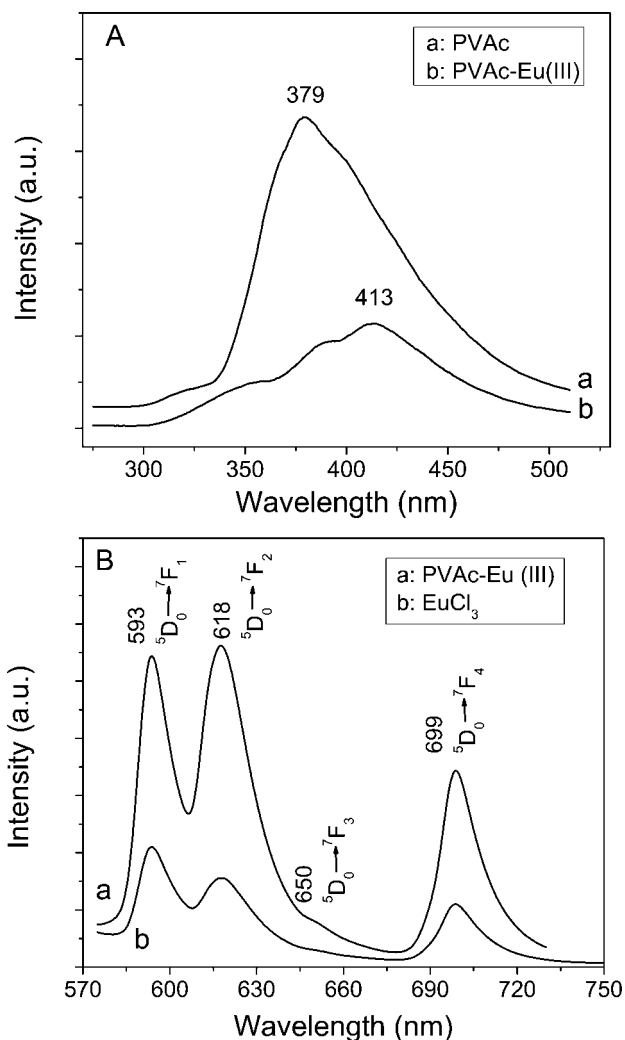 A
a: PVAc
b: PVAc-Eu(III)
379
413
a
b
Intensity (a.u.)
300 350 400 450 500
Wavelength (nm)
B
a: PVAc-Eu (III)
b: EuCl₃
593
⁵D₀→⁷F₁
618
⁵D₀→⁷F₂
650
⁵D₀→⁷F₃
699
⁵D₀→⁷F₄
a
b
Intensity (a.u.)
570 600 630 660 690 720 750
Wavelength (nm)